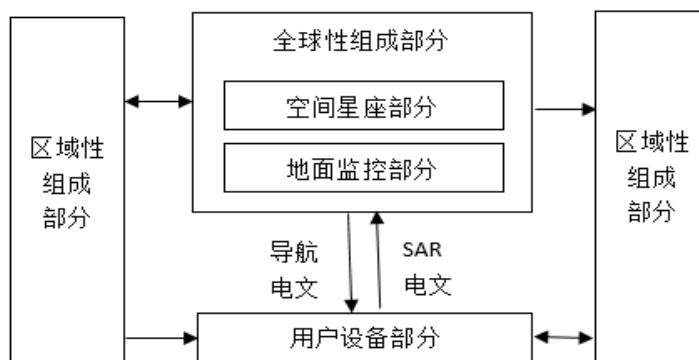 全球性组成部分
空间星座部分
地面监控部分
区域性
组成
部分
区域性
组成
部分
导航
电文
SAR
电文
用户设备部分